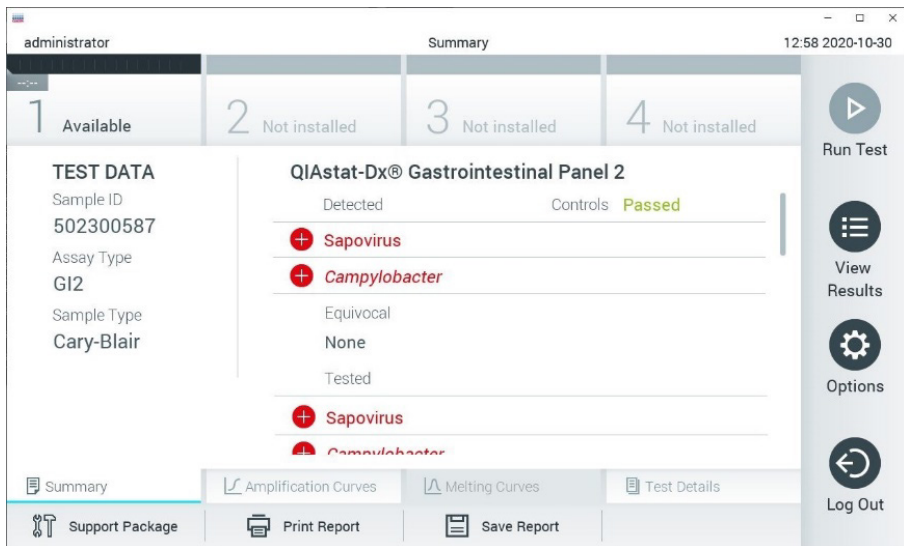 administrator Summary 12:58 2020-10-30
--:--
1 Available 2 Not installed 3 Not installed 4 Not installed
Run Test
TEST DATA
Sample ID
502300587
Assay Type
GI2
Sample Type
Cary-Blair
QIAstat-Dx® Gastrointestinal Panel 2
Detected Controls Passed
Sapovirus
Campylobacter
Equivocal
None
Tested
Sapovirus
Campylobacter
View
Results
Options
Log Out
Summary Amplification Curves Melting Curves Test Details
Support Package Print Report Save Report